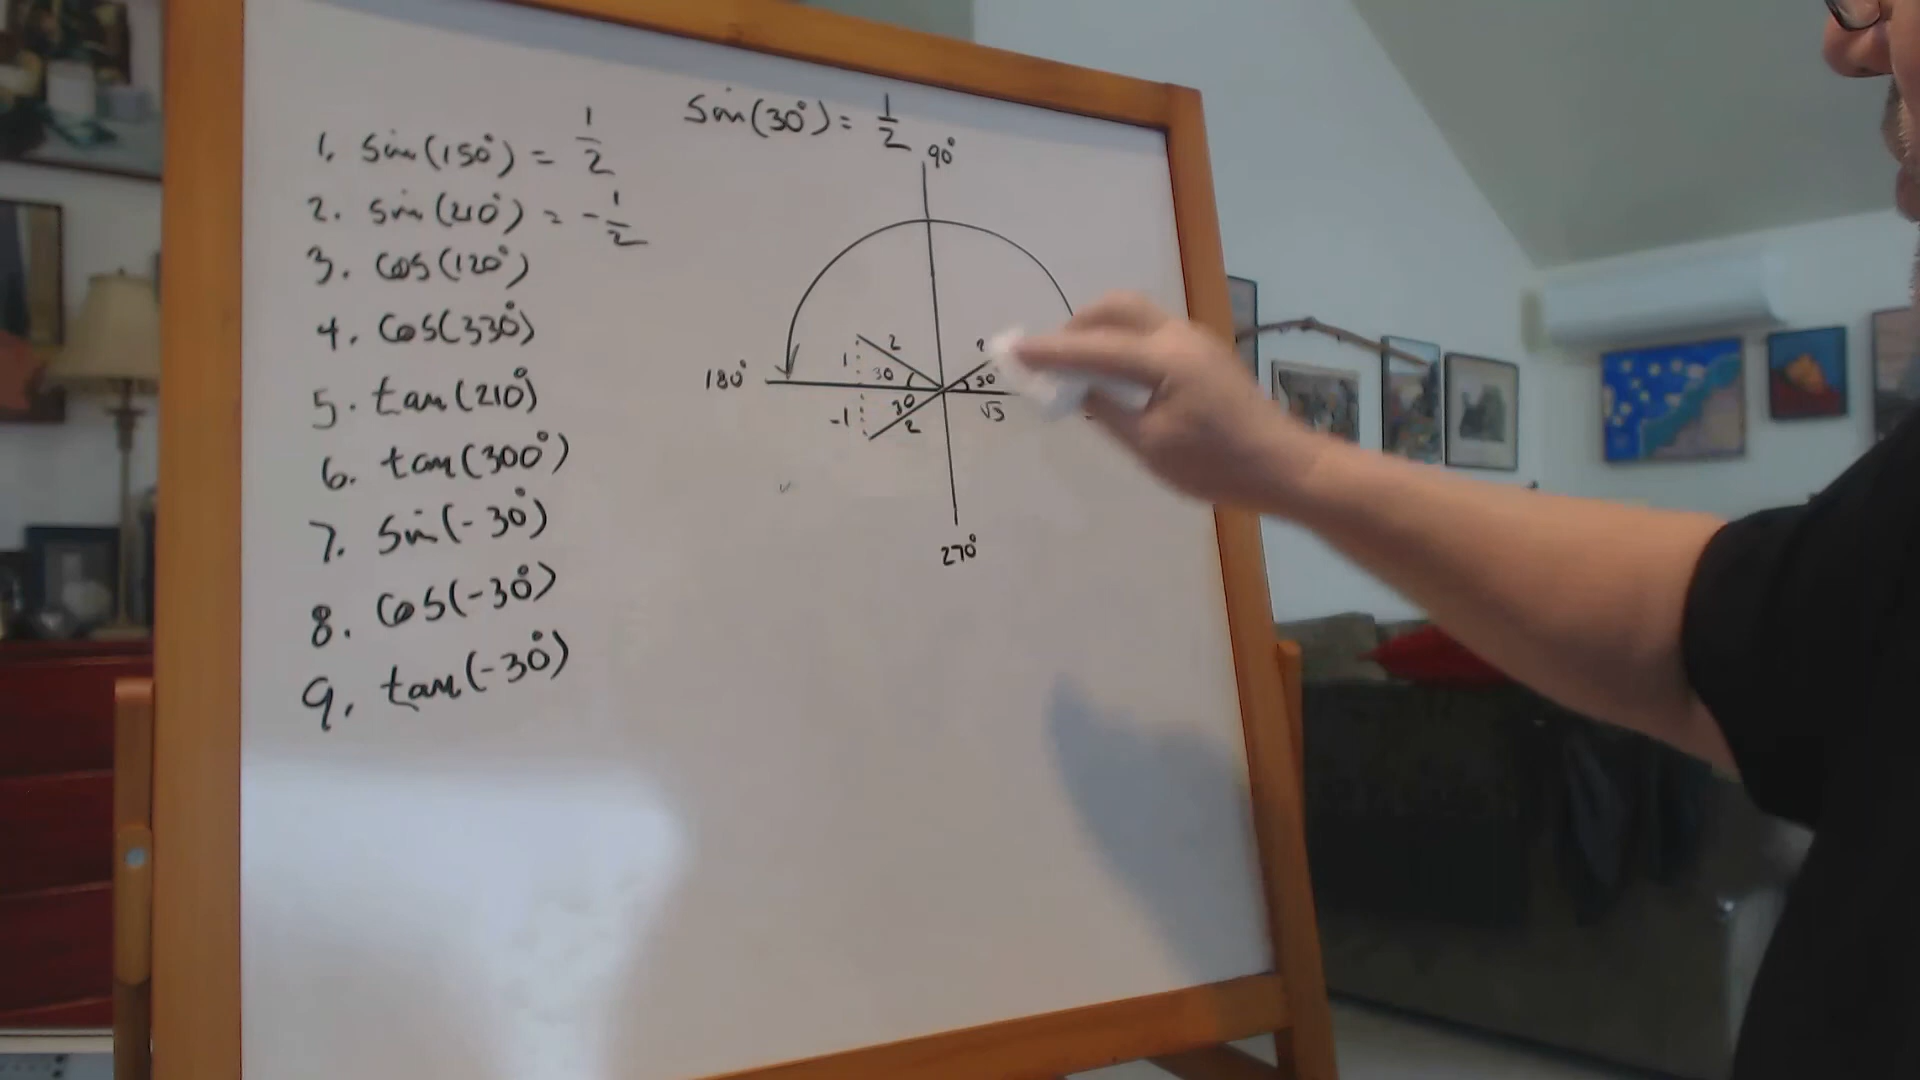 sin(30°) = 1/2
1. sin(150°) = 1/2
2. sin(210°) = -1/2
3. cos(120°)
4. cos(330°)
5. tan(210°)
6. tan(300°)
7. sin(-30°)
8. cos(-30°)
9. tan(-30°)
90°
2
1
30
180°
30
-1
2
30
√3
270°